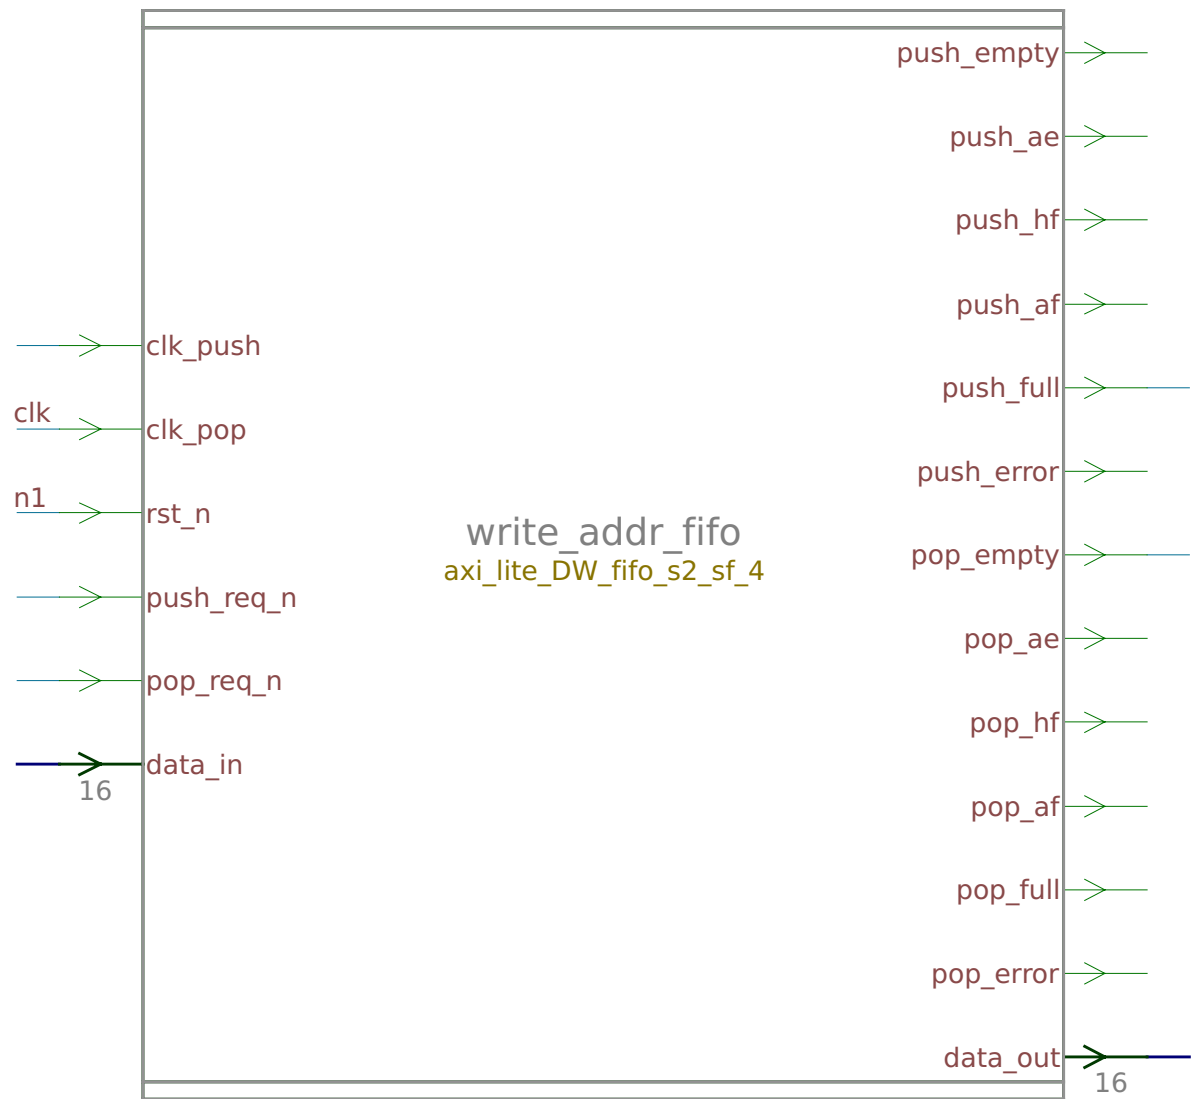 push_empty
push_ae
push_hf
push_af
clk_push
push_full
clk
clk_pop
push_error
n1
rst_n
write_addr_fifo
pop_empty
axi_lite_DW_fifo_s2_sf_4
push_req_n
pop_ae
pop_req_n
pop_hf
data_in
16
pop_af
pop_full
pop_error
data_out
16